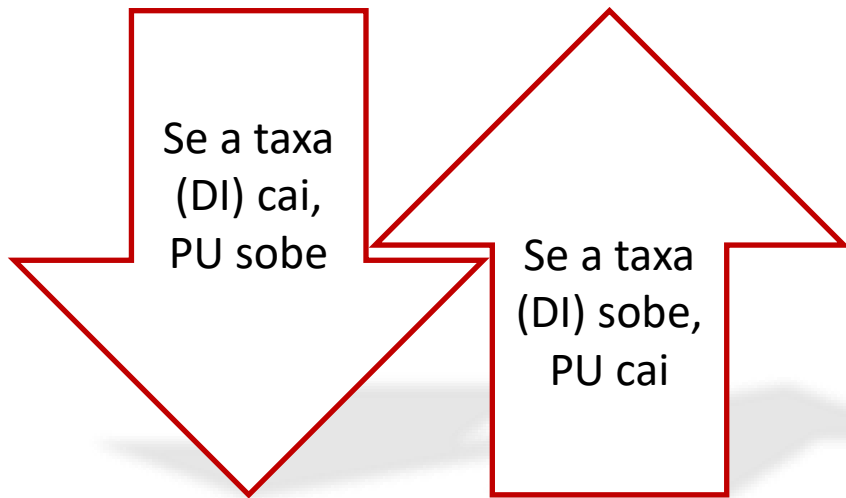 Se a taxa
(DI) cai,
PU sobe
Se a taxa
(DI) sobe,
PU cai